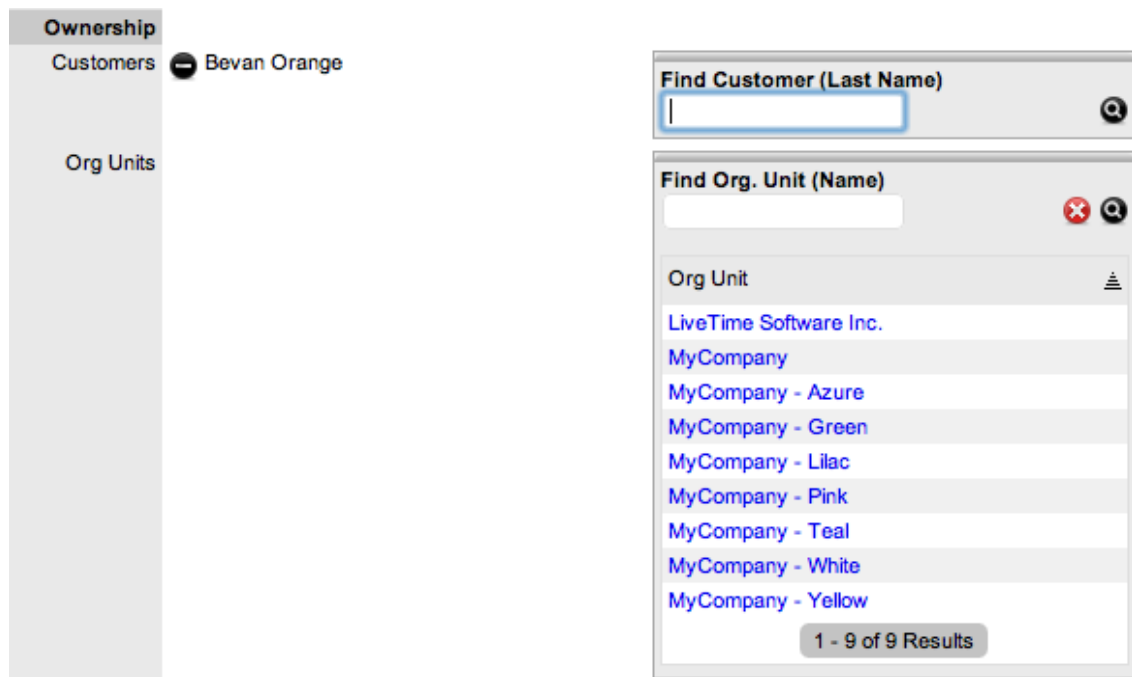 Ownership
Customers Bevan Orange
Find Customer (Last Name)
Org Units
Find Org. Unit (Name)
Org Unit
LiveTime Software Inc.
MyCompany
MyCompany - Azure
MyCompany - Green
MyCompany - Lilac
MyCompany - Pink
MyCompany - Teal
MyCompany - White
MyCompany - Yellow
1 - 9 of 9 Results